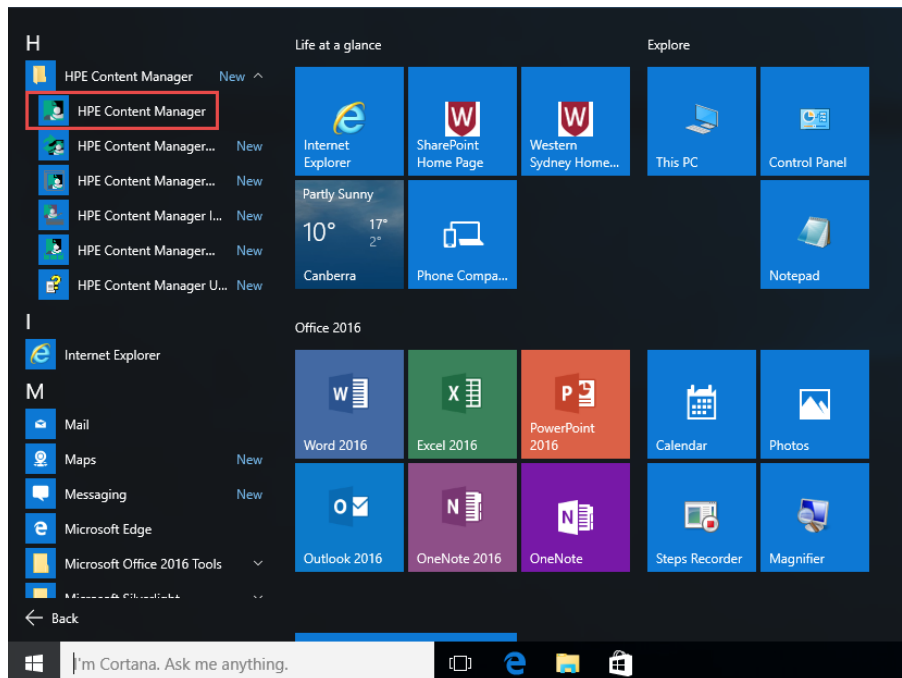 H
HPE Content Manager New
HPE Content Manager
HPE Content Manager... New
HPE Content Manager... New
HPE Content Manager I... New
HPE Content Manager... New
HPE Content Manager U... New
I
Internet Explorer
M
Mail
Maps New
Messaging New
Microsoft Edge
Microsoft Office 2016 Tools
Microsoft Silverlight
Back
Life at a glance
Internet
Explorer
W
SharePoint
Home Page
W
Western
Sydney Home...
Partly Sunny
10° 17°
2°
Canberra
Phone Compa...
Explore
This PC
Control Panel
Notepad
Office 2016
W
Word 2016
X
Excel 2016
P
PowerPoint
2016
Calendar
Photos
O
Outlook 2016
N
OneNote 2016
N
OneNote
Steps Recorder
Magnifier
I'm Cortana. Ask me anything.